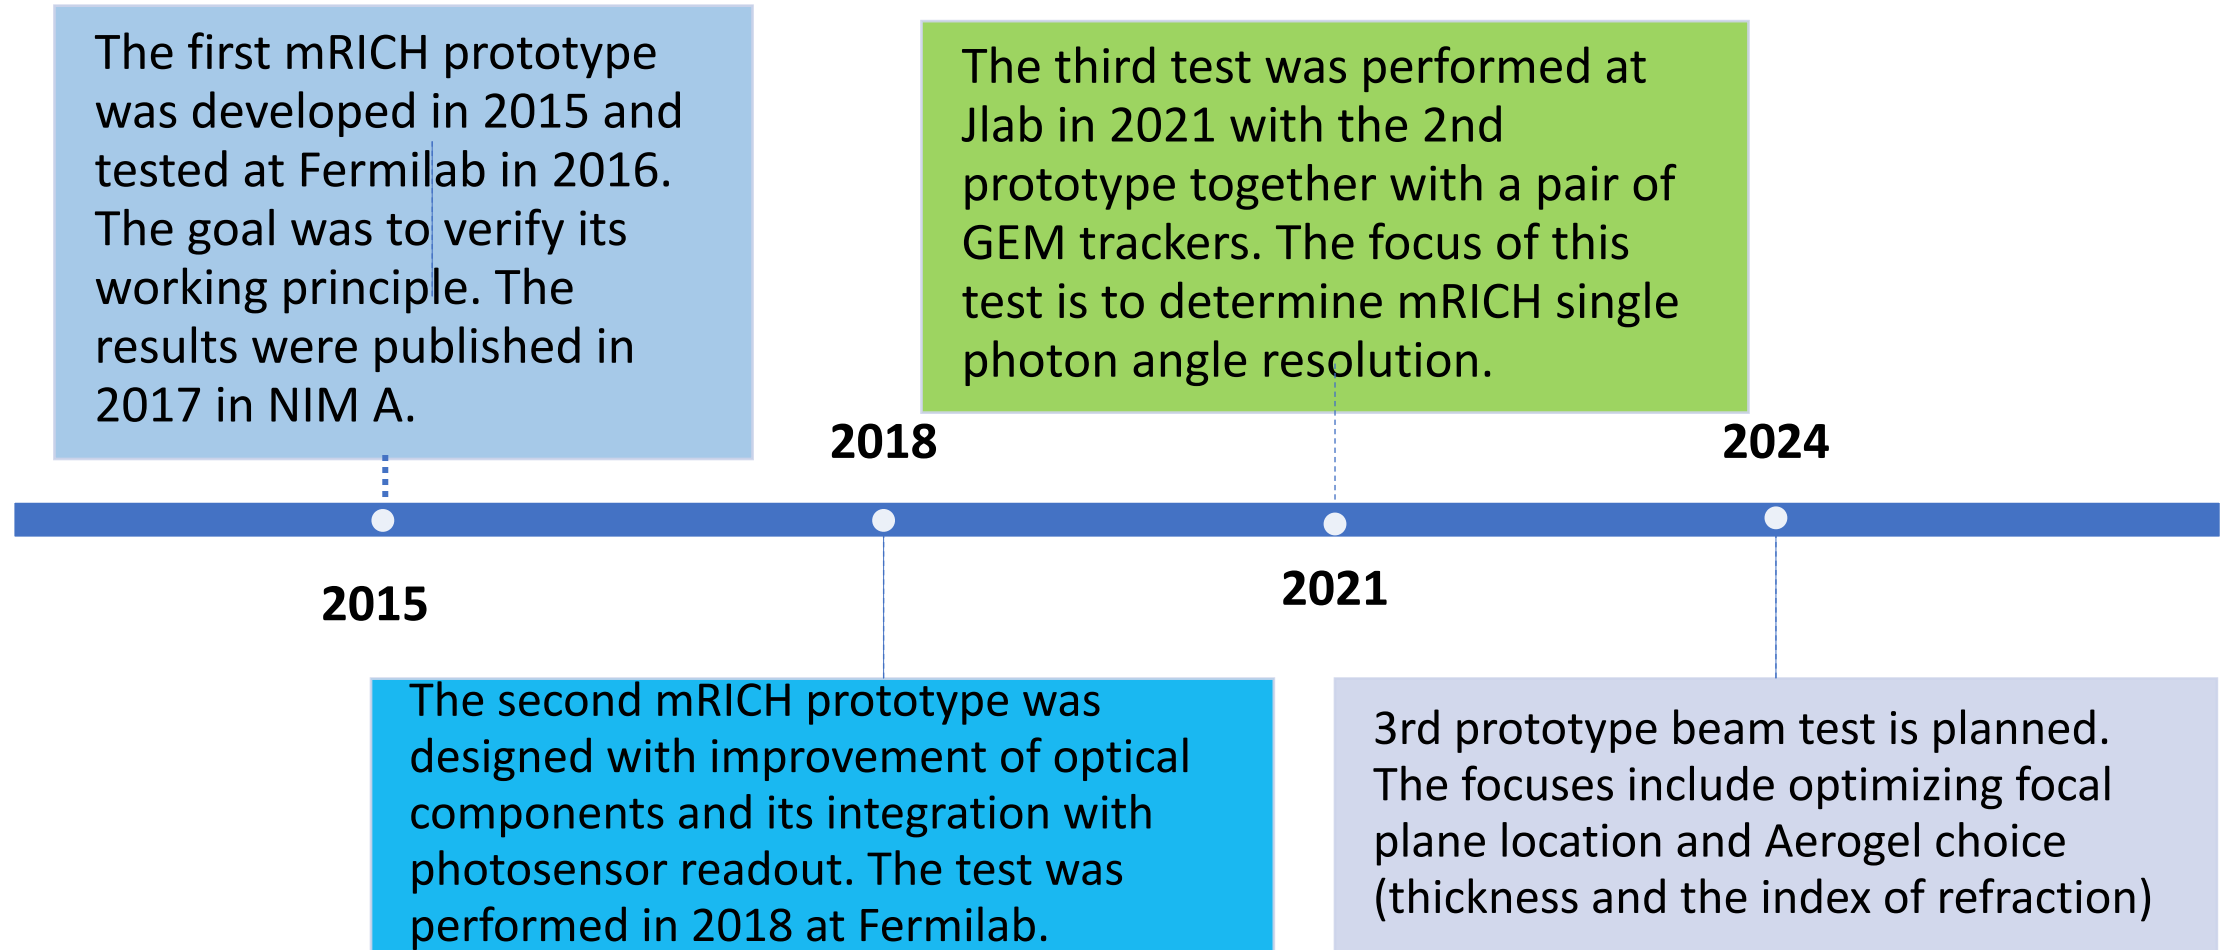 The first mRICH prototype
was developed in 2015 and
tested at Fermilab in 2016.
The goal was to verify its
working principle. The
results were published in
2017 in NIM A.
The third test was performed at
Jlab in 2021 with the 2nd
prototype together with a pair of
GEM trackers. The focus of this
test is to determine mRICH single
photon angle resolution.
2018
2024
2015
2021
The second mRICH prototype was
designed with improvement of optical
components and its integration with
photosensor readout. The test was
performed in 2018 at Fermilab.
3rd prototype beam test is planned.
The focuses include optimizing focal
plane location and Aerogel choice
(thickness and the index of refraction)